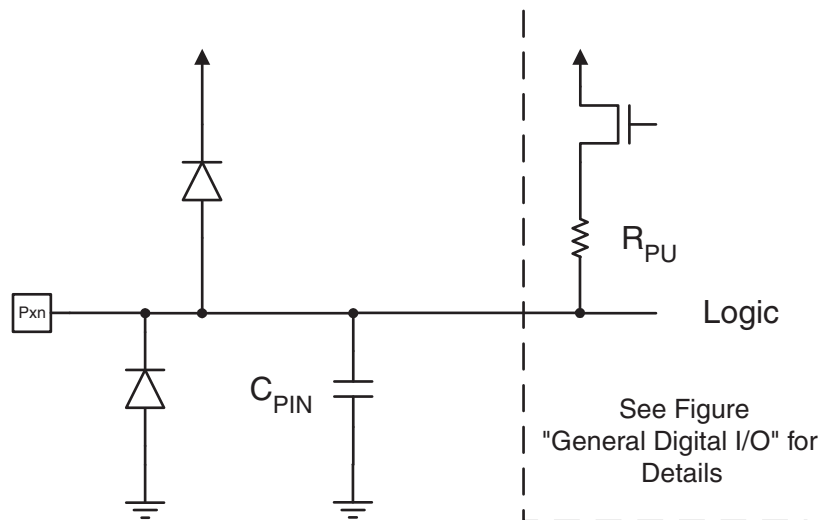 R_PU
Pxn
Logic
C_PIN
See Figure
"General Digital I/O" for
Details